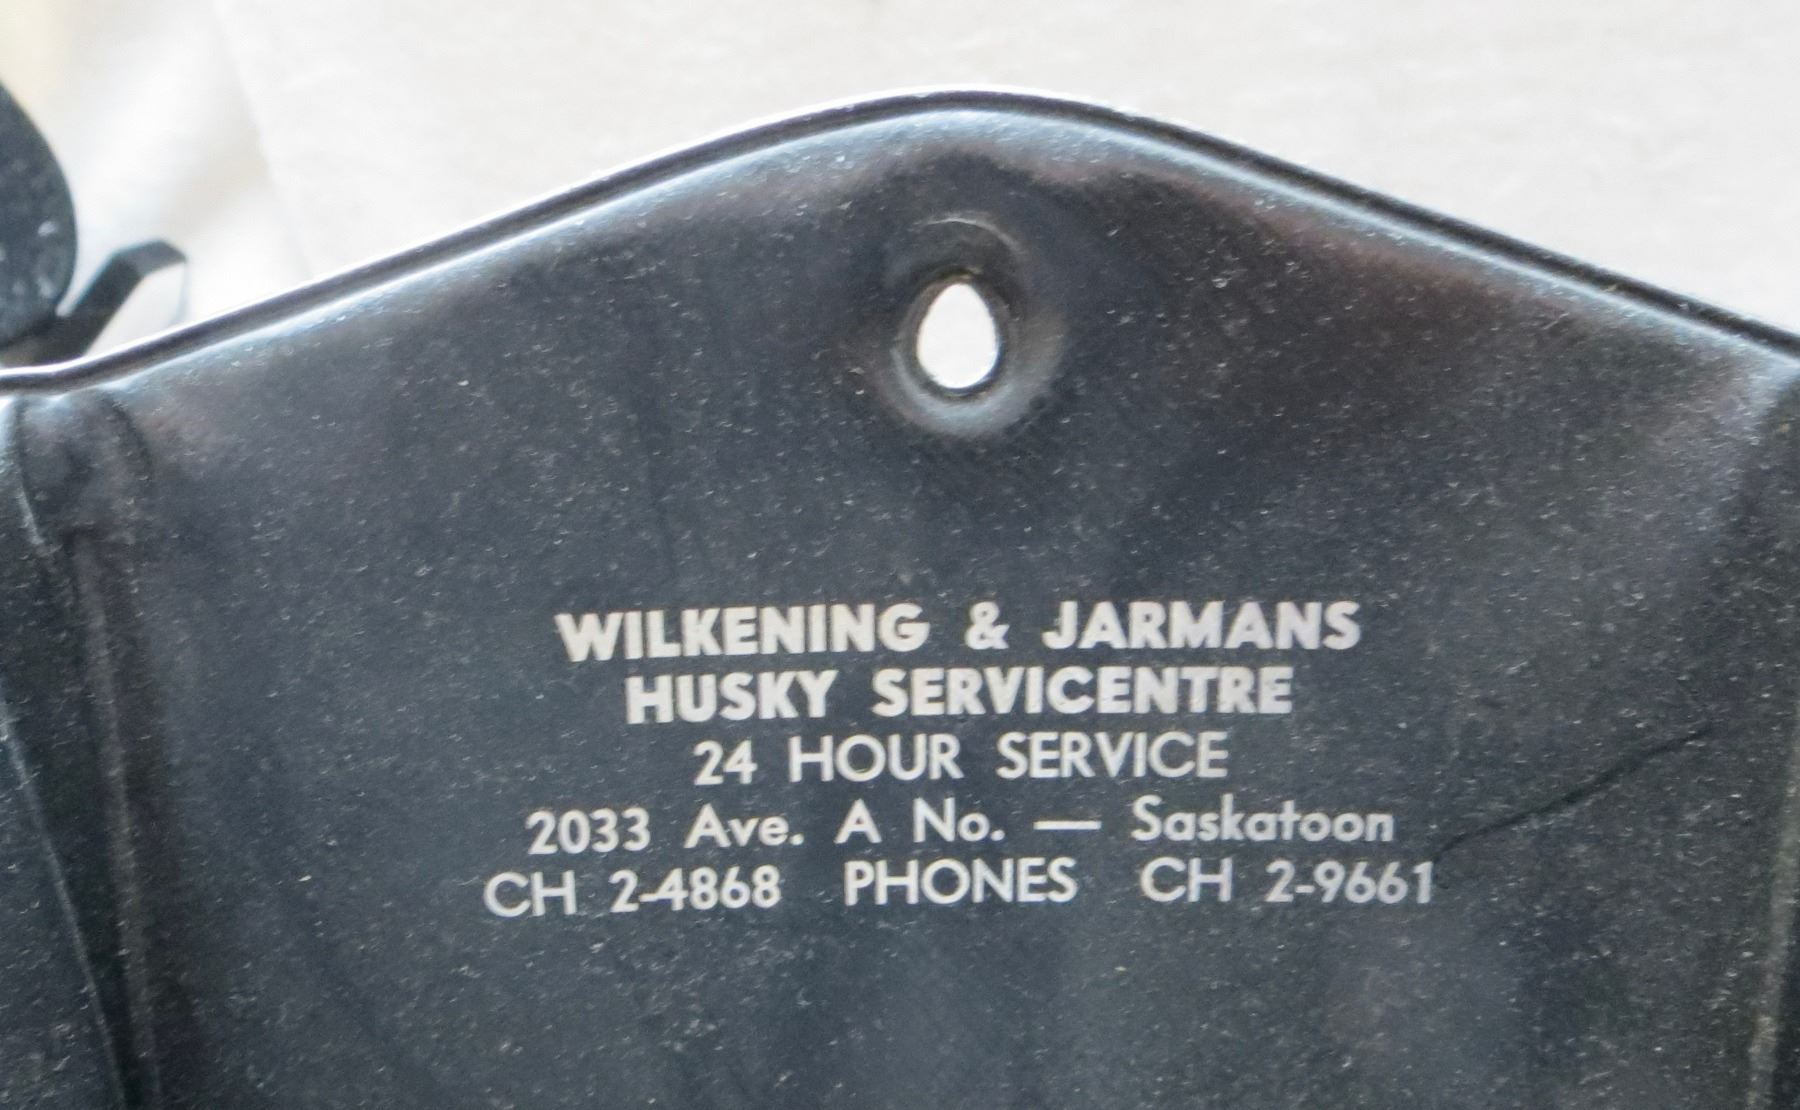 WILKENING & JARMANS
HUSKY SERVICENTRE
24 HOUR SERVICE
2033 Ave. A No. — Saskatoon
CH 2-4868 PHONES CH 2-9661